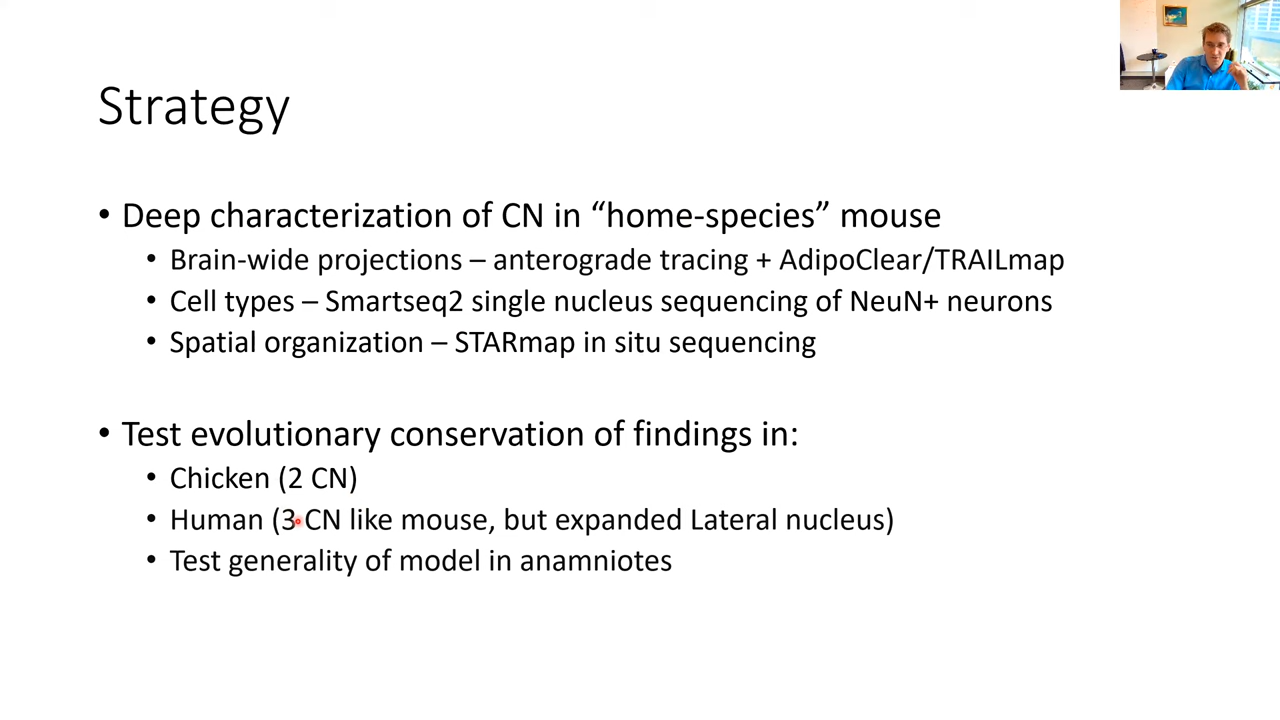 Strategy
• Deep characterization of CN in “home-species” mouse
• Brain-wide projections – anterograde tracing + AdipoClear/TRAILmap
• Cell types – Smartseq2 single nucleus sequencing of NeuN+ neurons
• Spatial organization – STARmap in situ sequencing
• Test evolutionary conservation of findings in:
• Chicken (2 CN)
• Human (3 CN like mouse, but expanded Lateral nucleus)
• Test generality of model in anamniotes